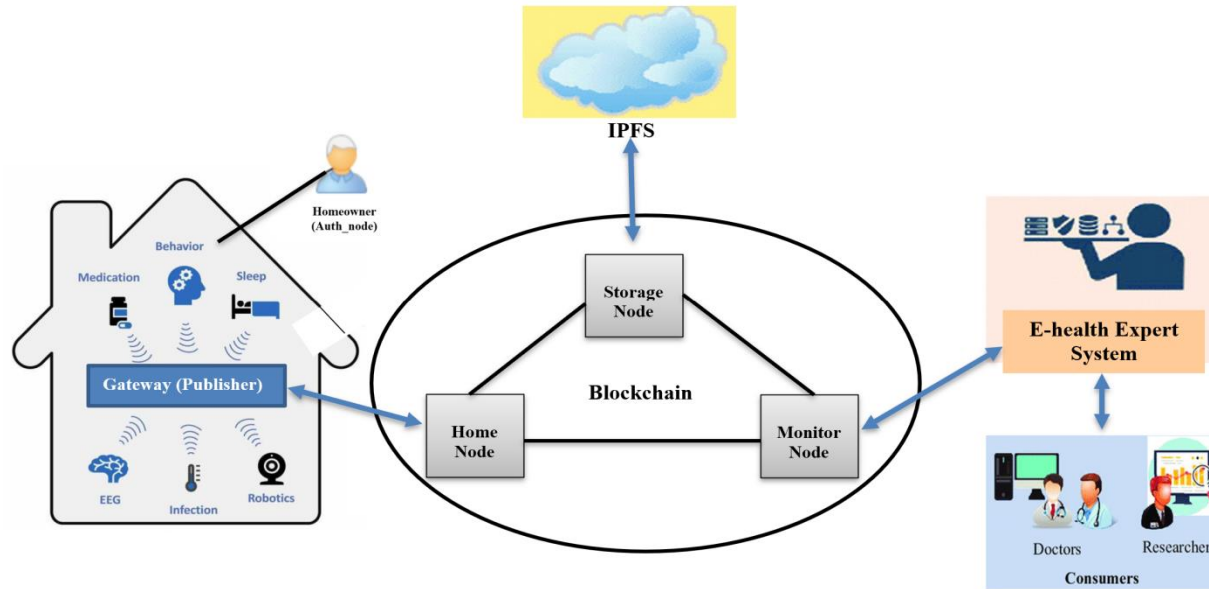 IPFS
Homeowner
(Auth_node)
Behavior
Medication
Sleep
Gateway (Publisher)
EEG
Infection
Robotics
Storage
Node
Blockchain
Home
Node
Monitor
Node
E-health Expert
System
Doctors
Researcher
Consumers